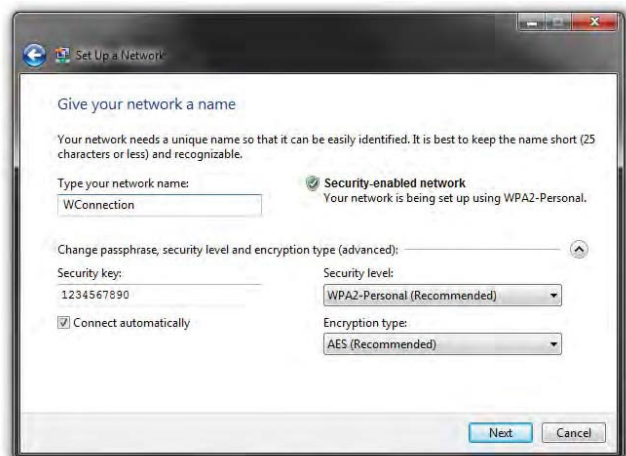 Set Up a Network
Give your network a name
Your network needs a unique name so that it can be easily identified. It is best to keep the name short (25
characters or less) and recognizable.
Type your network name:
WConnection
Security-enabled network
Your network is being set up using WPA2-Personal.
Change passphrase, security level and encryption type (advanced):
Security key:
1234567890
Connect automatically
Security level:
WPA2-Personal (Recommended)
Encryption type:
AES (Recommended)
Next
Cancel